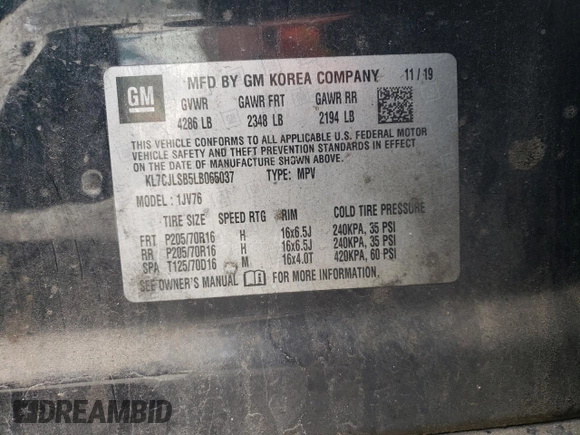 GM
MFD BY GM KOREA COMPANY 11 / 19
GVWR GAWR FRT GAWR RR
4286 LB 2348 LB 2194 LB
THIS VEHICLE CONFORMS TO ALL APPLICABLE U.S. FEDERAL MOTOR
VEHICLE SAFETY AND THEFT PREVENTION STANDARDS IN EFFECT
ON THE DATE OF MANUFACTURE SHOWN ABOVE.
KL7CJLSB5LB065037 TYPE: MPV
MODEL : 1JV76
TIRE SIZE SPEED RTG RIM COLD TIRE PRESSURE
FRT P205/70R16 H 16x6.5J 240KPA, 35 PSI
RR P205/70R16 H 16x6.5J 240KPA, 35 PSI
SPA T125/70D16 M 16x4.0T 420KPA, 60 PSI
SEE OWNER'S MANUAL FOR MORE INFORMATION.
DREAMBID